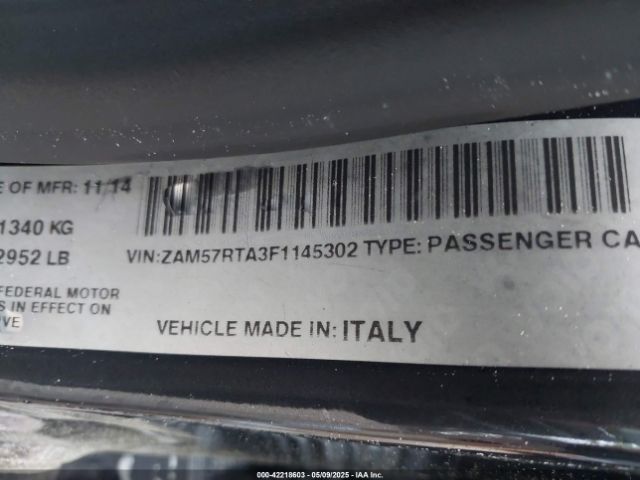 E OF MFR: 11.14
1340 KG
2952 LB
VIN:ZAM57RTA3F1145302 TYPE: PASSENGER CA
FEDERAL MOTOR
S IN EFFECT ON
OVE
VEHICLE MADE IN: ITALY
000-42218603 — 05/09/2025 — IAA Inc.